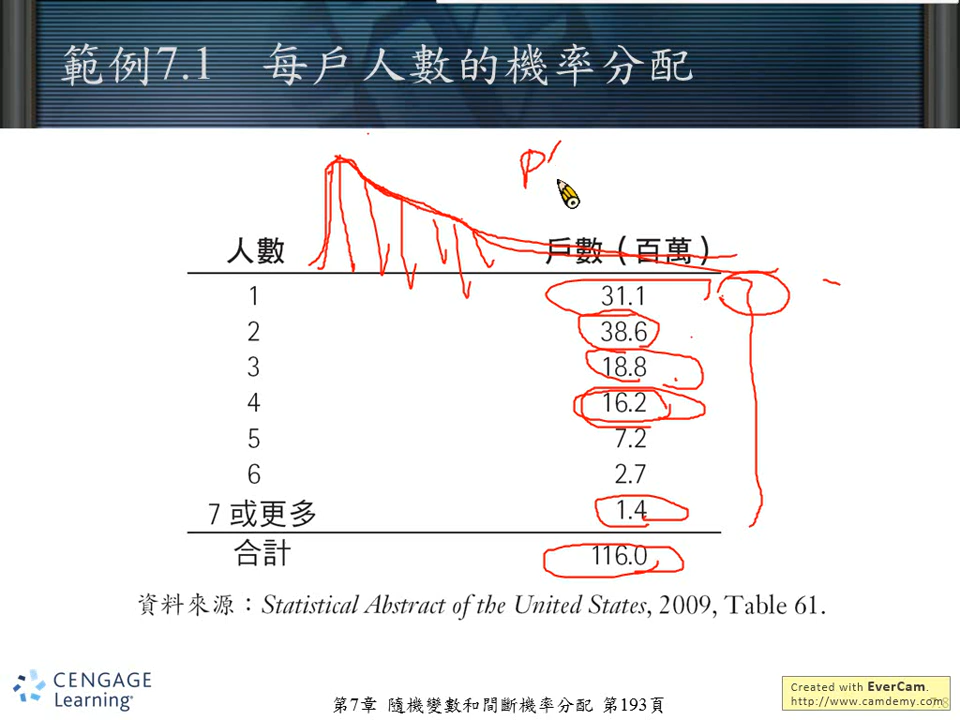 範例7.1 每戶人數的機率分配
P
人數 戶數（百萬）
1 31.1
2 38.6
3 18.8
4 16.2
5 7.2
6 2.7
7 或更多 1.4
合計 116.0
資料來源：Statistical Abstract of the United States, 2009, Table 61.
CENGAGE
Learning™
第7章 隨機變數和間斷機率分配 第193頁
Created with EverCam.
http://www.camdemy.com
7-8